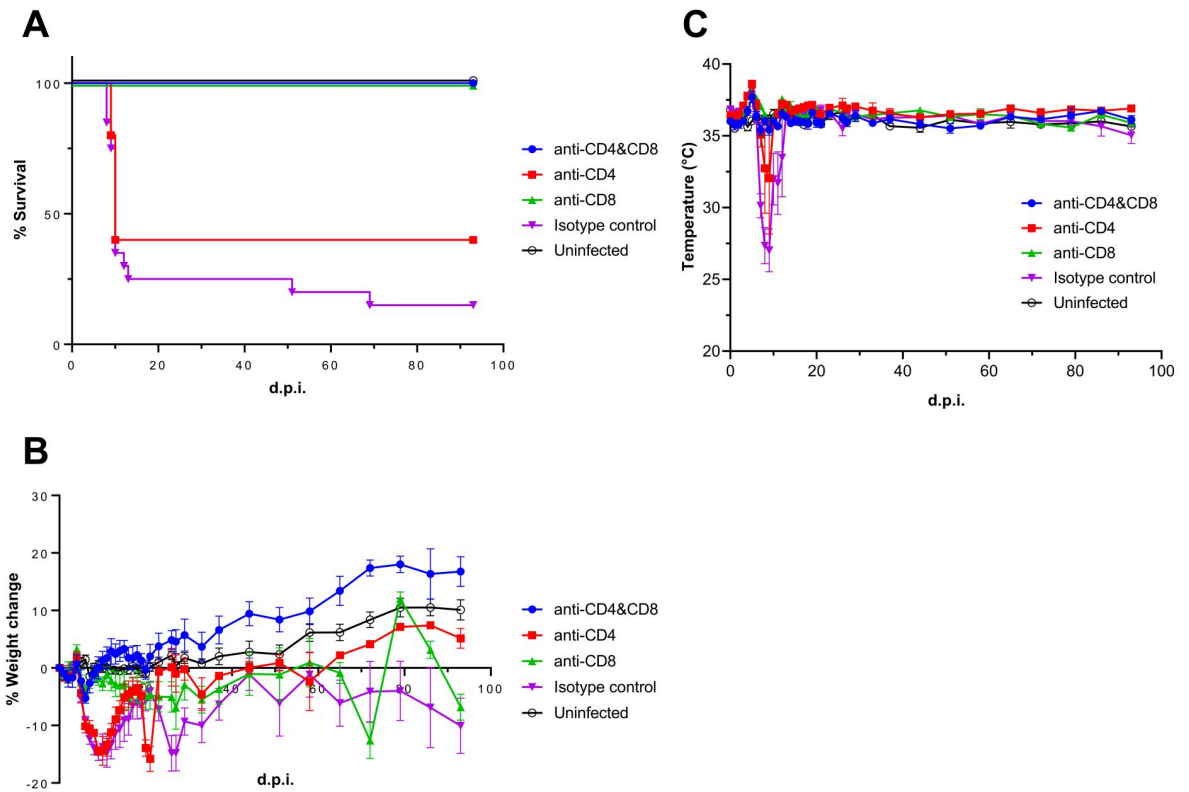 A
% Survival
100
50
0
0 20 40 60 80 100
d.p.i.
anti-CD4&CD8
anti-CD4
anti-CD8
Isotype control
Uninfected
C
Temperature (°C)
40
35
30
25
20
0 20 40 60 80 100
d.p.i.
anti-CD4&CD8
anti-CD4
anti-CD8
Isotype control
Uninfected
B
% Weight change
30
20
10
0
-10
-20
40 60 80 100
d.p.i.
anti-CD4&CD8
anti-CD4
anti-CD8
Isotype control
Uninfected